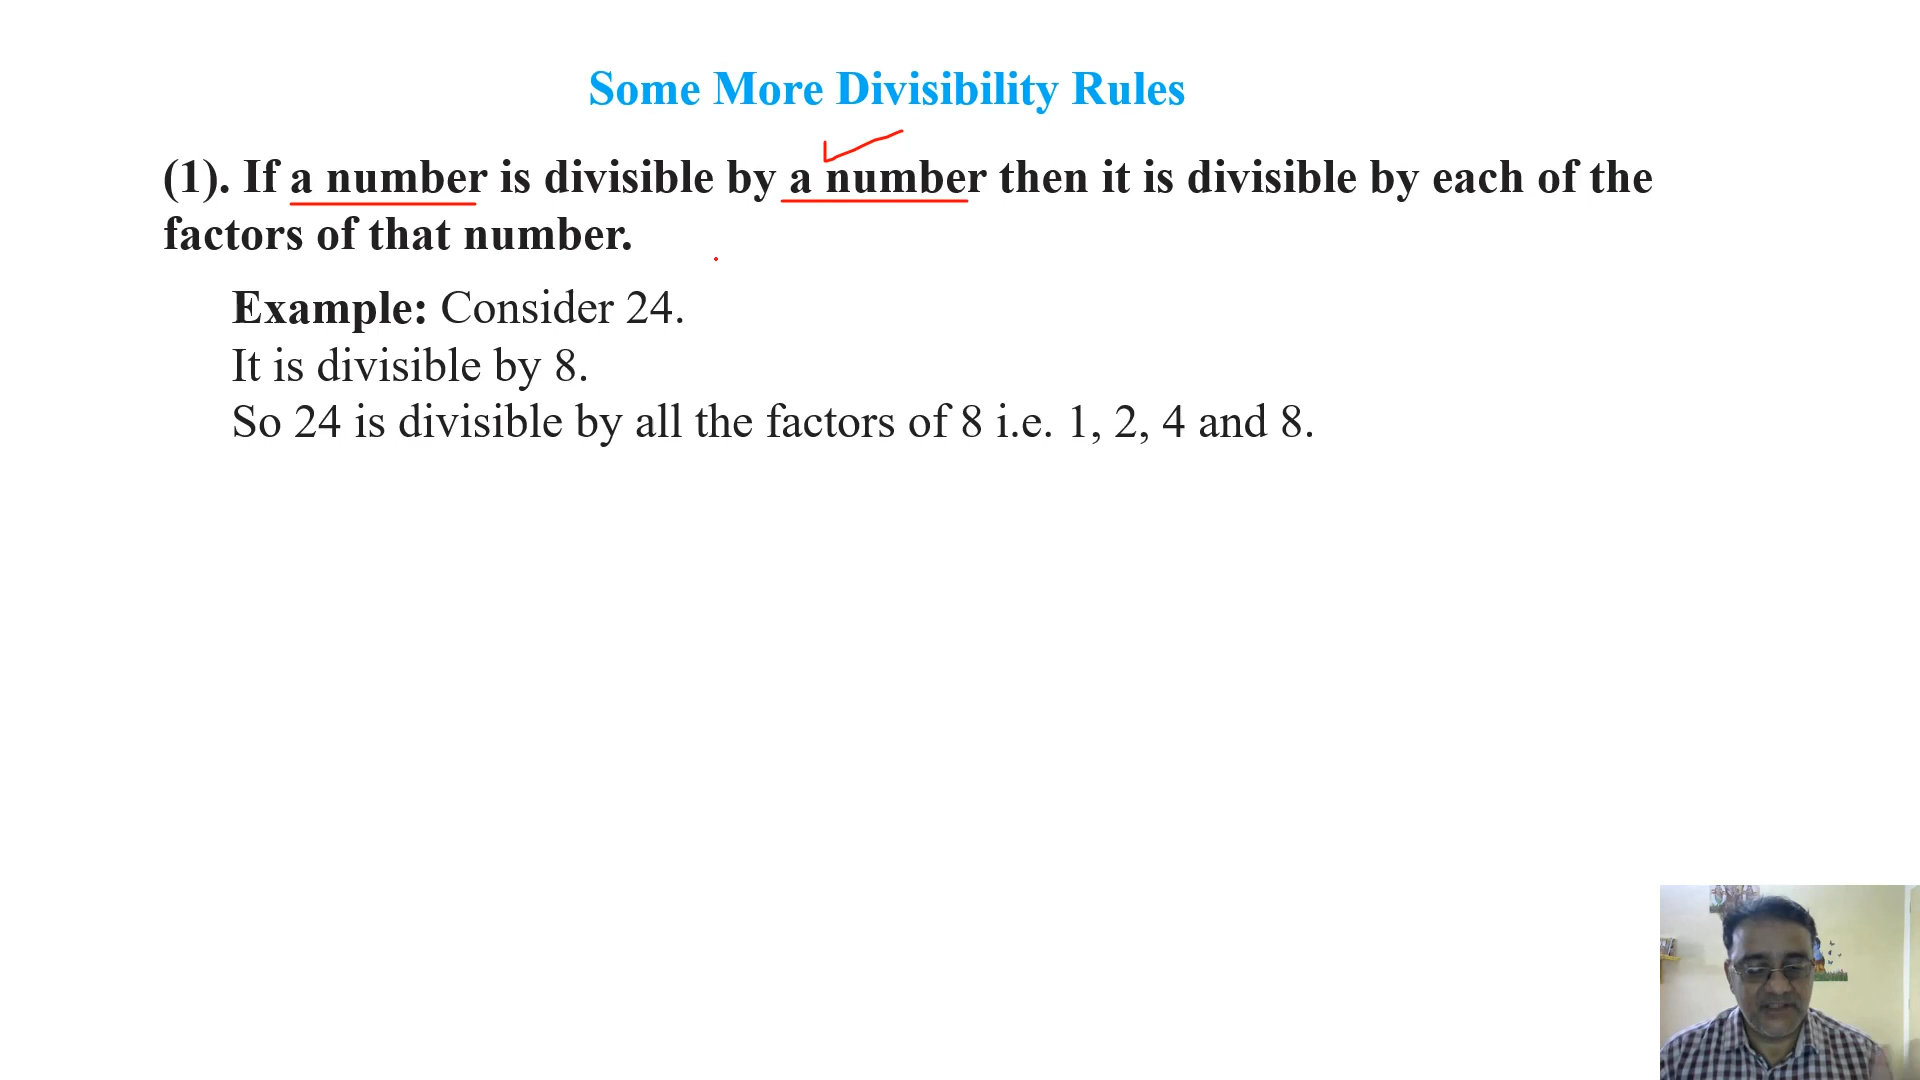 Some More Divisibility Rules
(1). If a number is divisible by a number then it is divisible by each of the
factors of that number.
Example: Consider 24.
It is divisible by 8.
So 24 is divisible by all the factors of 8 i.e. 1, 2, 4 and 8.